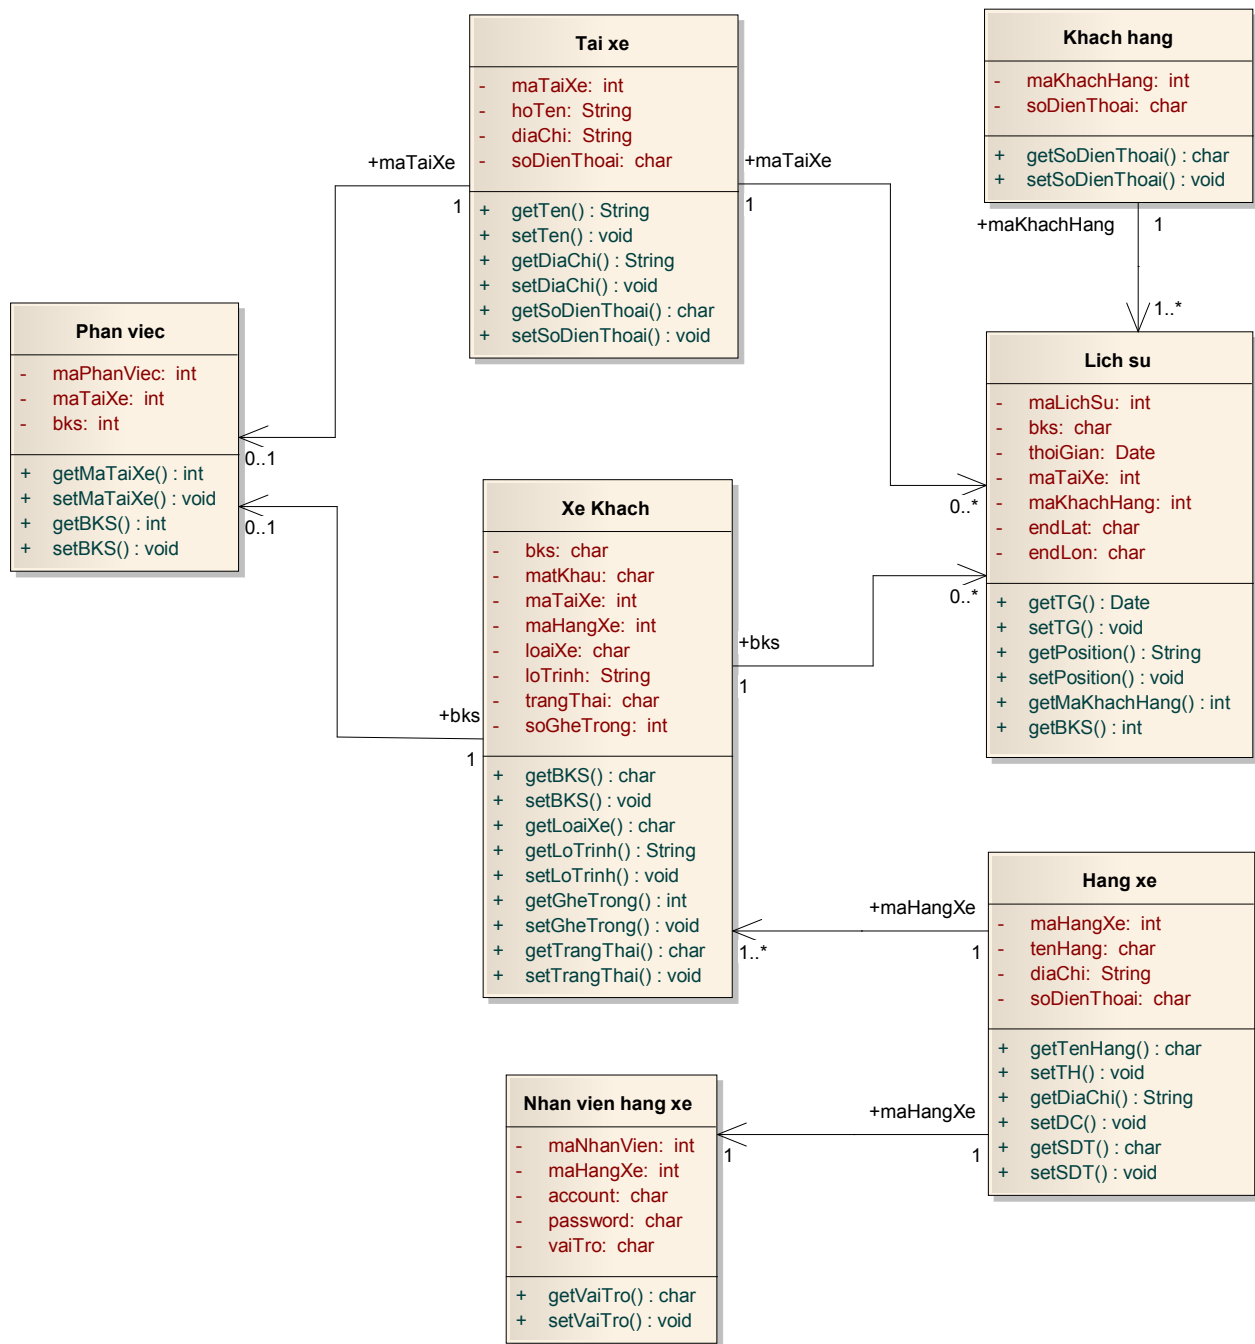 Tai xe
- maTaiXe: int
- hoTen: String
- diaChi: String
- soDienThoai: char
+ getTen() : String
+ setTen() : void
+ getDiaChi() : String
+ setDiaChi() : void
+ getSoDienThoai() : char
+ setSoDienThoai() : void
Khach hang
- maKhachHang: int
- soDienThoai: char
+ getSoDienThoai() : char
+ setSoDienThoai() : void
+maTaiXe
1
+maTaiXe
1
+maKhachHang
1
1..*
Phan viec
- maPhanViec: int
- maTaiXe: int
- bks: int
+ getMaTaiXe() : int
+ setMaTaiXe() : void
+ getBKS() : int
+ setBKS() : void
0..1
0..1
Lich su
- maLichSu: int
- bks: char
- thoiGian: Date
- maTaiXe: int
- maKhachHang: int
- endLat: char
- endLon: char
+ getTG() : Date
+ setTG() : void
+ getPosition() : String
+ setPosition() : void
+ getMaKhachHang() : int
+ getBKS() : int
0..*
0..*
Xe Khach
- bks: char
- matKhau: char
- maTaiXe: int
- maHangXe: int
- loaiXe: char
- loTrinh: String
- trangThai: char
- soGheTrong: int
+ getBKS() : char
+ setBKS() : void
+ getLoaiXe() : char
+ getLoTrinh() : String
+ setLoTrinh() : void
+ getGheTrong() : int
+ setGheTrong() : void
+ getTrangThai() : char
+ setTrangThai() : void
+bks
1
+bks
1
+maHangXe
1..*
1
Hang xe
- maHangXe: int
- tenHang: char
- diaChi: String
- soDienThoai: char
+ getTenHang() : char
+ setTH() : void
+ getDiaChi() : String
+ setDC() : void
+ getSDT() : char
+ setSDT() : void
+maHangXe
1
1
Nhan vien hang xe
- maNhanVien: int
- maHangXe: int
- account: char
- password: char
- vaiTro: char
+ getVaiTro() : char
+ setVaiTro() : void